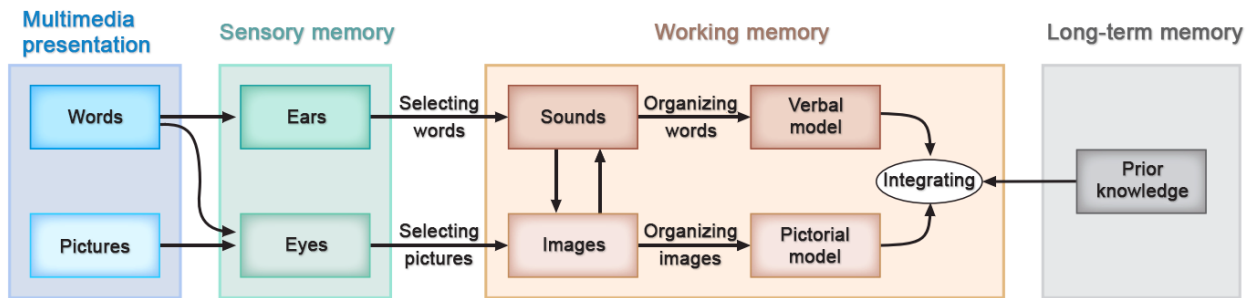 Multimedia
presentation
Sensory memory
Working memory
Long-term memory
Words
Ears
Selecting
words
Sounds
Organizing
words
Verbal
model
Integrating
Prior
knowledge
Pictures
Eyes
Selecting
pictures
Images
Organizing
images
Pictorial
model